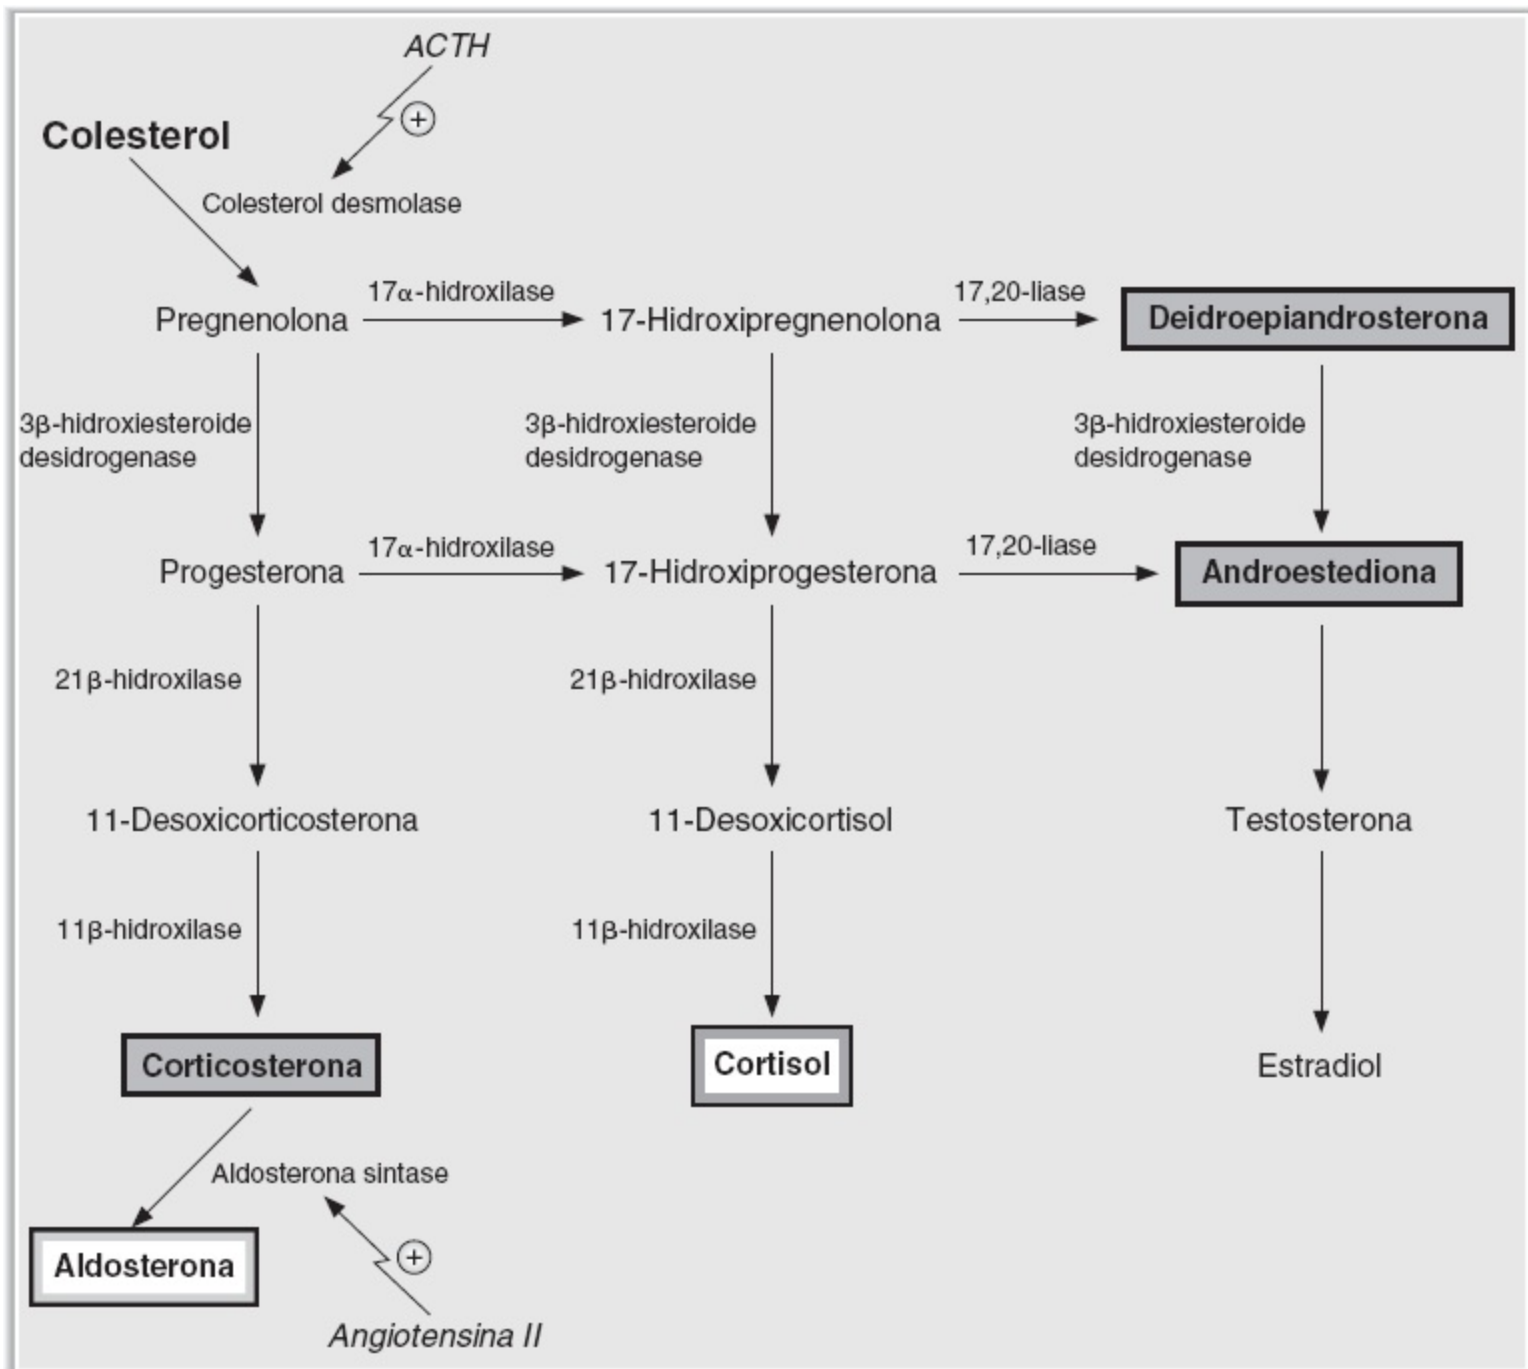 ACTH
+
Colesterol
Colesterol desmolase
17α-hidroxilase
17,20-liase
Pregnenolona
17-Hidroxipregnenolona
Deidroepiandrosterona
3β-hidroxiesteroide
desidrogenase
3β-hidroxiesteroide
desidrogenase
3β-hidroxiesteroide
desidrogenase
17α-hidroxilase
17,20-liase
Progesterona
17-Hidroxiprogesterona
Androestediona
21β-hidroxilase
21β-hidroxilase
11-Desoxicorticosterona
11-Desoxicortisol
Testosterona
11β-hidroxilase
11β-hidroxilase
Corticosterona
Cortisol
Estradiol
Aldosterona sintase
Aldosterona
+
Angiotensina II